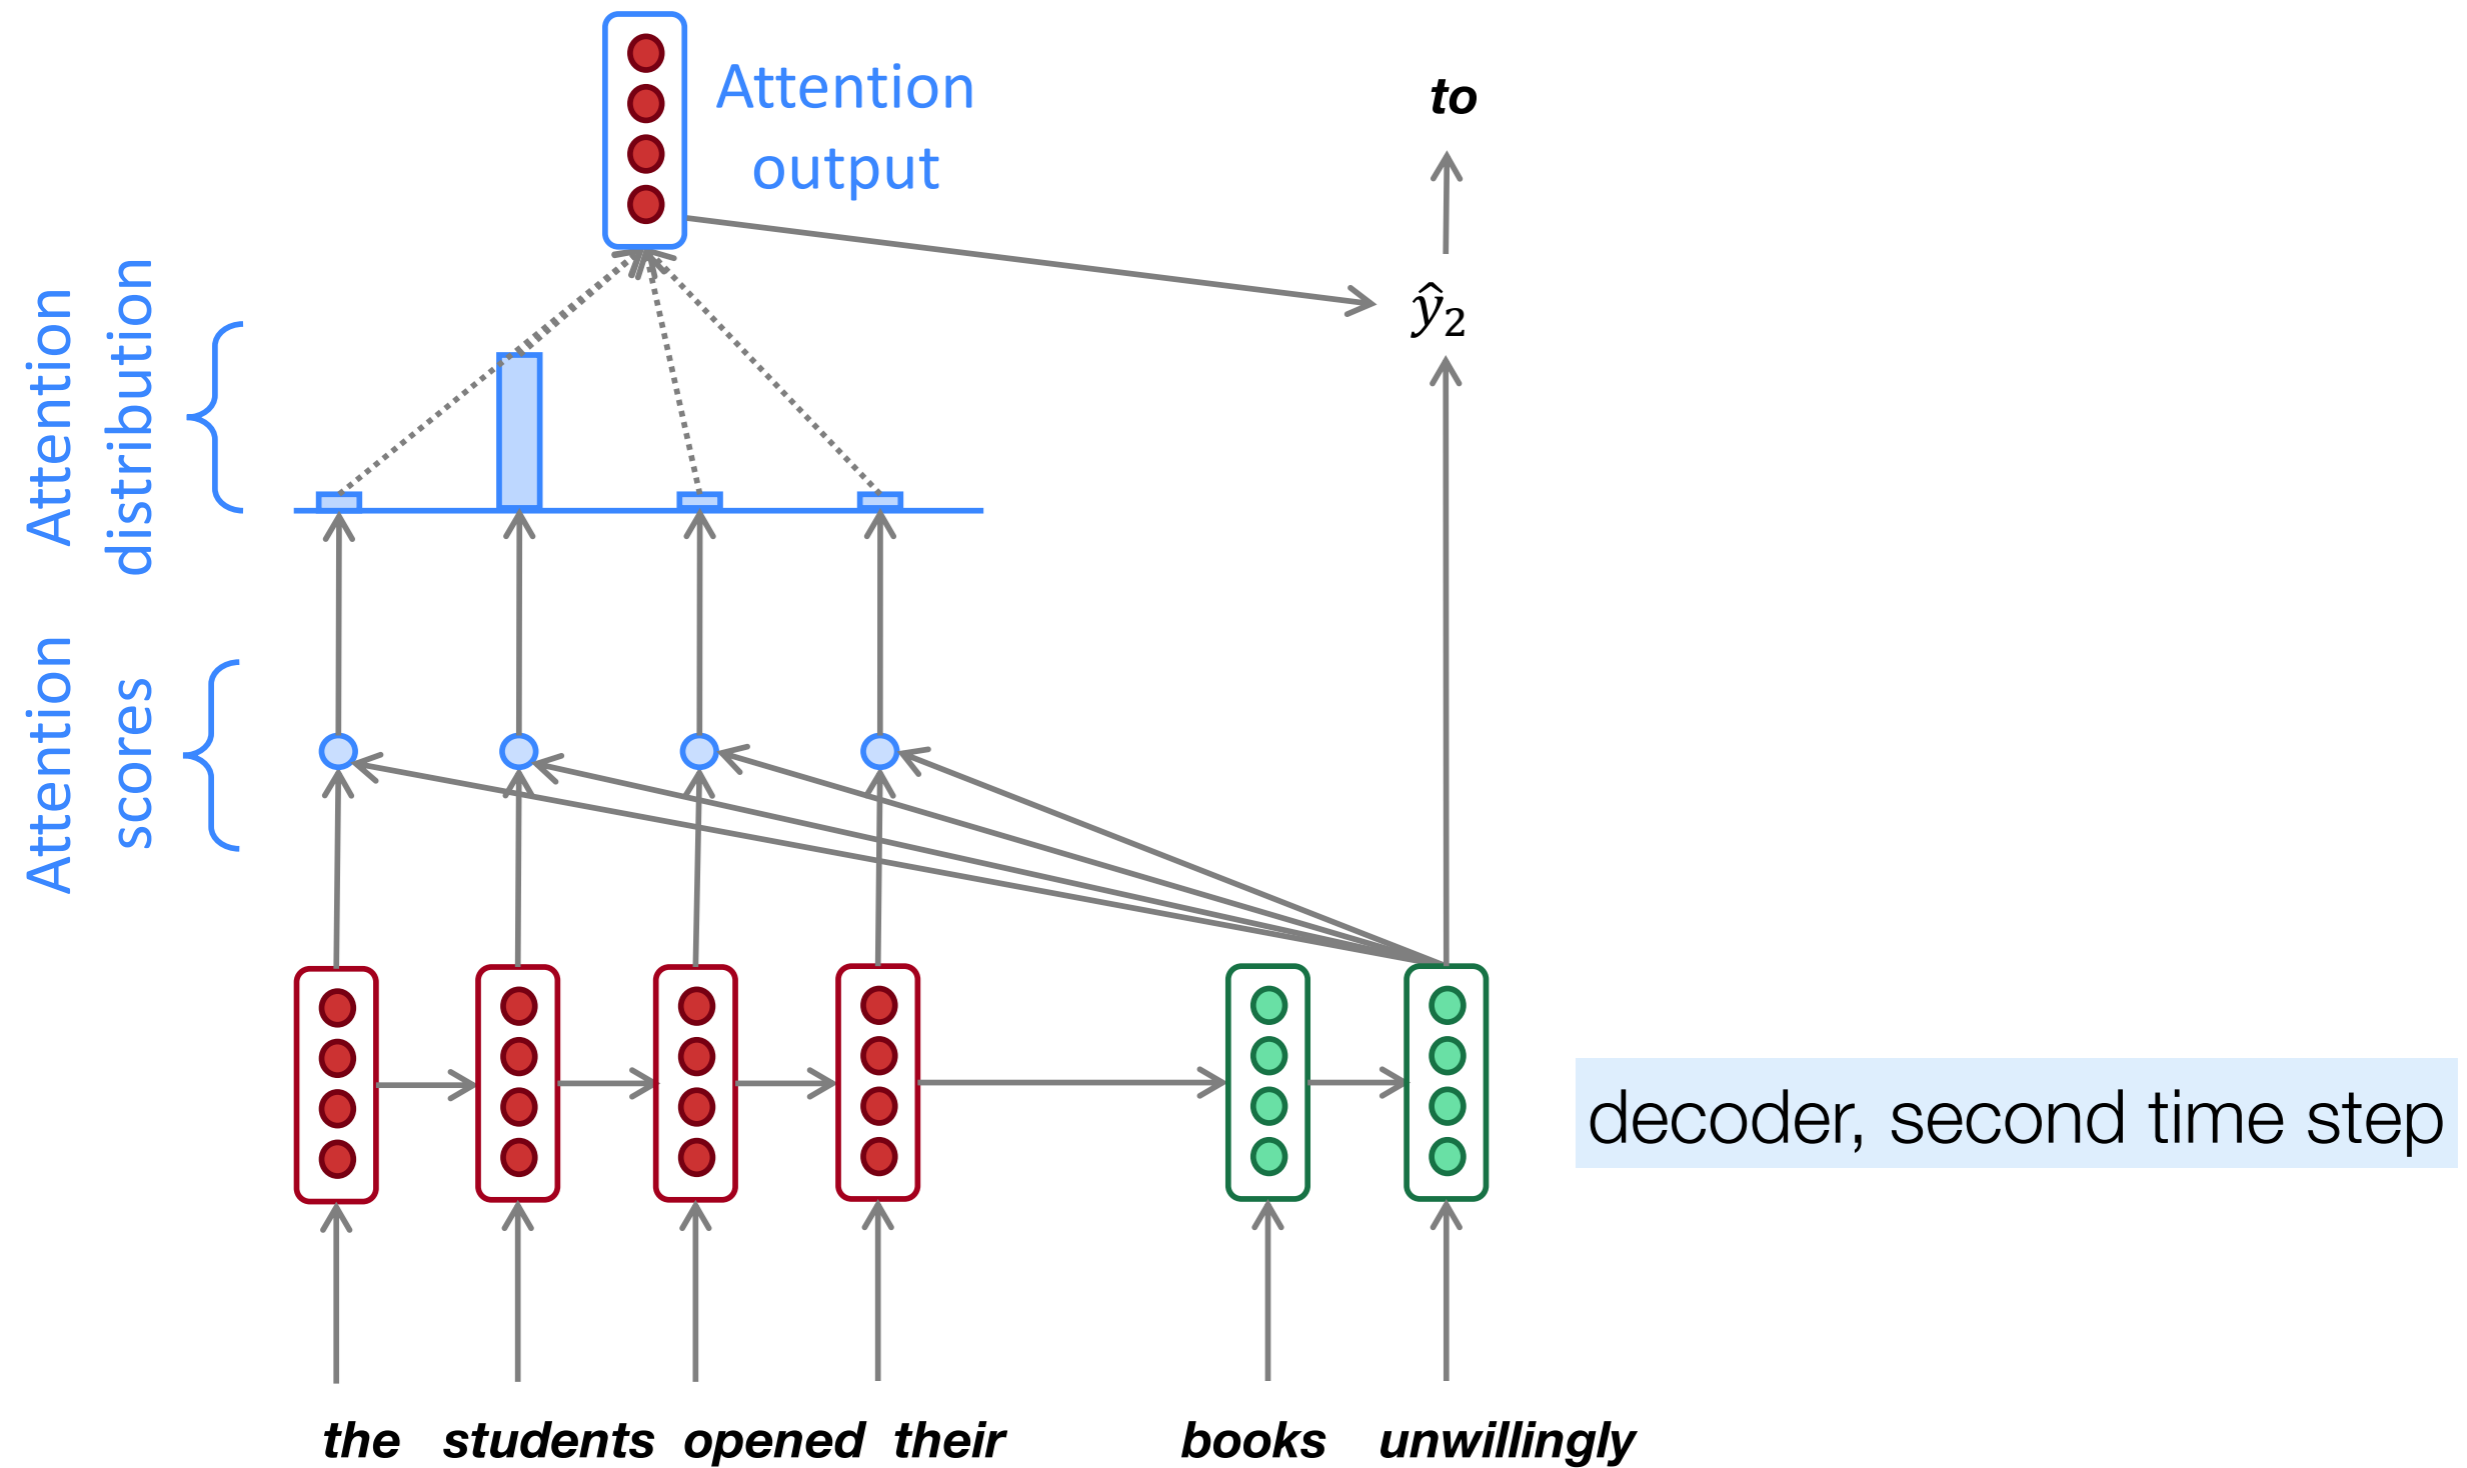 Attention
output
to
Attention
distribution
ŷ₂
Attention
scores
decoder, second time step
the students opened their books unwillingly